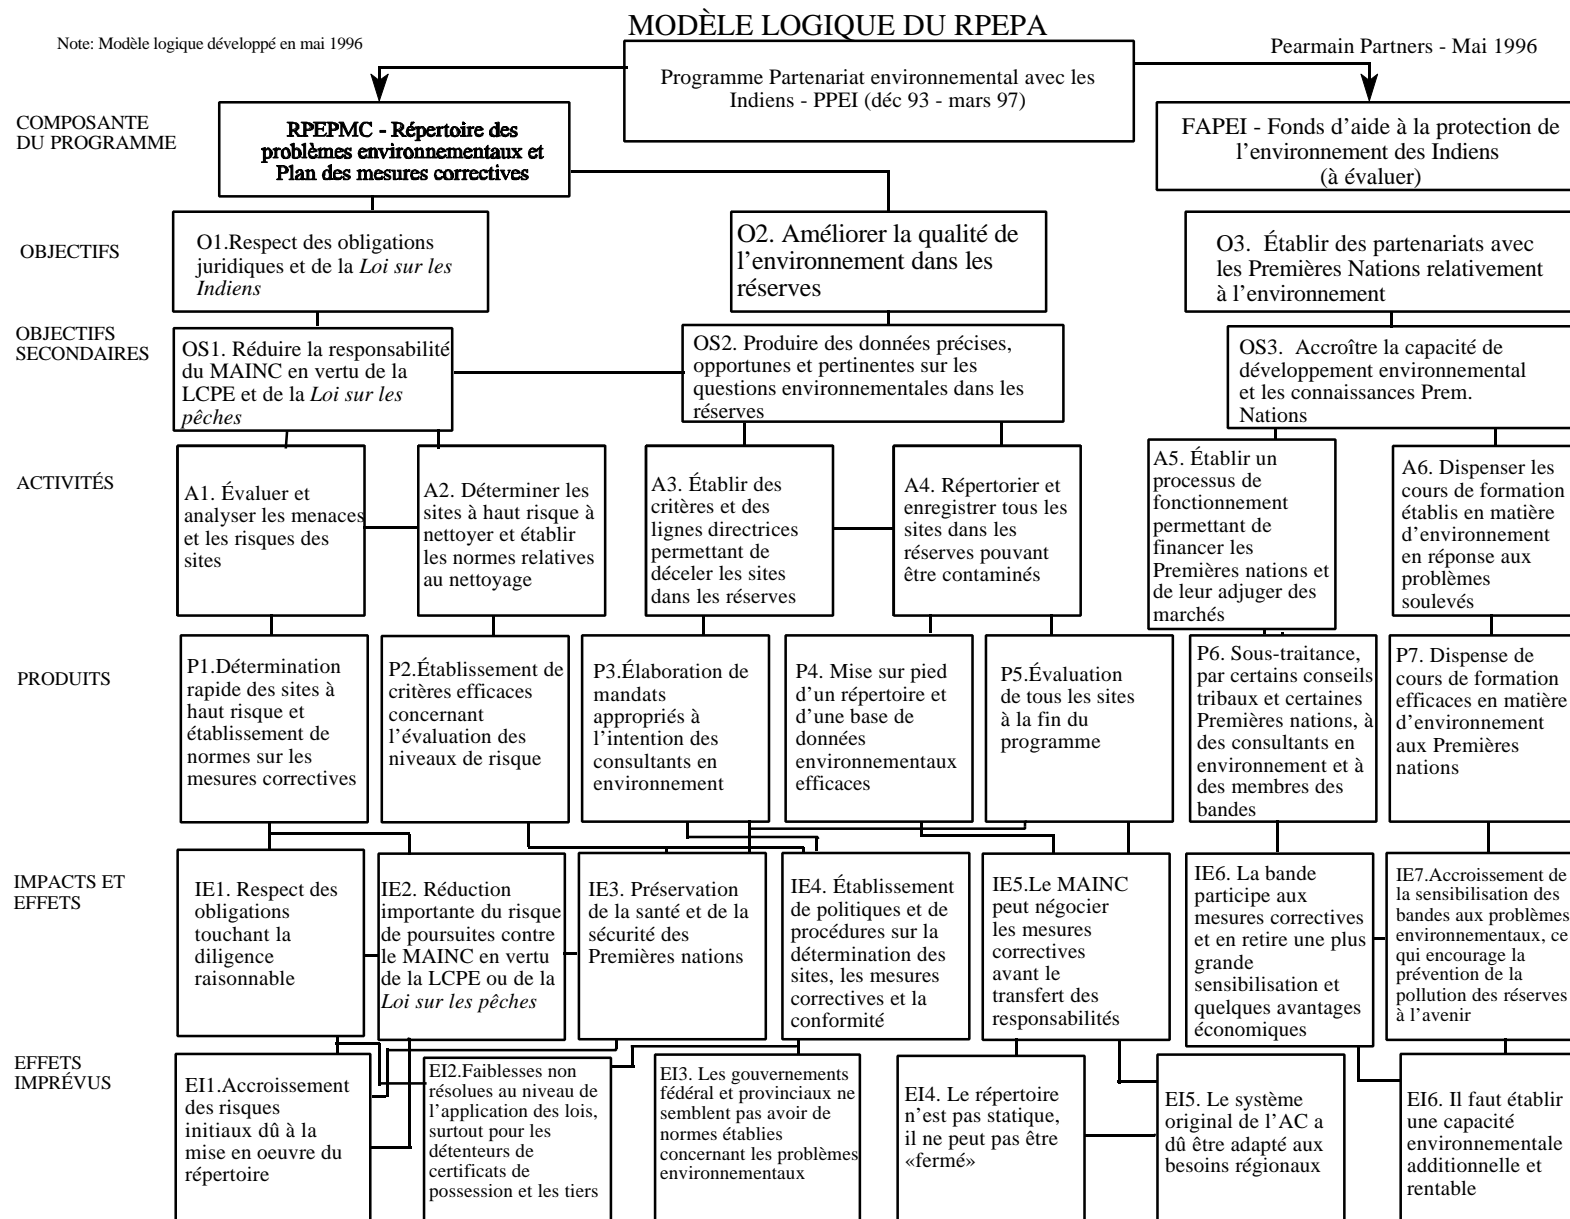 MODÈLE LOGIQUE DU RPEPA
Note: Modèle logique développé en mai 1996
Pearmain Partners - Mai 1996
Programme Partenariat environnemental avec les
Indiens - PPEI (déc 93 - mars 97)
COMPOSANTE
DU PROGRAMME
RPEPMC - Répertoire des
problèmes environnementaux et
Plan des mesures correctives
FAPEI - Fonds d'aide à la protection de
l'environnement des Indiens
(à évaluer)
OBJECTIFS
O1.Respect des obligations
juridiques et de la Loi sur les
Indiens
O2. Améliorer la qualité de
l'environnement dans les
réserves
O3. Établir des partenariats avec
les Premières Nations relativement
à l'environnement
OBJECTIFS
SECONDAIRES
OS1. Réduire la responsabilité
du MAINC en vertu de la
LCPE et de la Loi sur les
pêches
OS2. Produire des données précises,
opportunes et pertinentes sur les
questions environnementales dans les
réserves
OS3. Accroître la capacité de
développement environnemental
et les connaissances Prem.
Nations
ACTIVITÉS
A1. Évaluer et
analyser les menaces
et les risques des
sites
A2. Déterminer les
sites à haut risque à
nettoyer et établir
les normes relatives
au nettoyage
A3. Établir des
critères et des
lignes directrices
permettant de
déceler les sites
dans les réserves
A4. Répertorier et
enregistrer tous les
sites dans les
réserves pouvant
être contaminés
A5. Établir un
processus de
fonctionnement
permettant de
financer les
Premières nations et
de leur adjuger des
marchés
A6. Dispenser les
cours de formation
établis en matière
d'environnement
en réponse aux
problèmes
soulevés
PRODUITS
P1.Détermination
rapide des sites à
haut risque et
établissement de
normes sur les
mesures correctives
P2.Établissement de
critères efficaces
concernant
l'évaluation des
niveaux de risque
P3.Élaboration de
mandats
appropriés à
l'intention des
consultants en
environnement
P4. Mise sur pied
d'un répertoire et
d'une base de
données
environnementaux
efficaces
P5.Évaluation
de tous les sites
à la fin du
programme
P6. Sous-traitance,
par certains conseils
tribaux et certaines
Premières nations, à
des consultants en
environnement et à
des membres des
bandes
P7. Dispense de
cours de formation
efficaces en matière
d'environnement
aux Premières
nations
IMPACTS ET
EFFETS
IE1. Respect des
obligations
touchant la
diligence
raisonnable
IE2. Réduction
importante du risque
de poursuites contre
le MAINC en vertu
de la LCPE ou de la
Loi sur les pêches
IE3. Préservation
de la santé et de la
sécurité des
Premières nations
IE4. Établissement
de politiques et de
procédures sur la
détermination des
sites, les mesures
correctives et la
conformité
IE5.Le MAINC
peut négocier
les mesures
correctives
avant le
transfert des
responsabilités
IE6. La bande
participe aux
mesures correctives
et en retire une plus
grande
sensibilisation et
quelques avantages
économiques
IE7.Accroissement de
la sensibilisation des
bandes aux problèmes
environnementaux, ce
qui encourage la
prévention de la
pollution des réserves
à l'avenir
EFFETS
IMPRÉVUS
EI1.Accroissement
des risques
initiaux dû à la
mise en oeuvre du
répertoire
EI2.Faiblesses non
résolues au niveau de
l'application des lois,
surtout pour les
détenteurs de
certificats de
possession et les tiers
EI3. Les gouvernements
fédéral et provinciaux ne
semblent pas avoir de
normes établies
concernant les problèmes
environnementaux
EI4. Le répertoire
n'est pas statique,
il ne peut pas être
«fermé»
EI5. Le système
original de l'AC a
dû être adapté aux
besoins régionaux
EI6. Il faut établir
une capacité
environnementale
additionnelle et
rentable